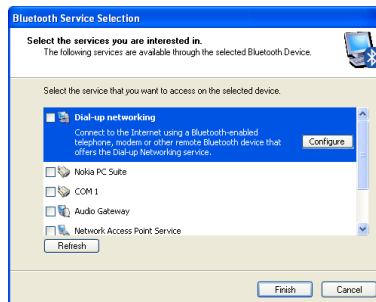 Bluetooth Service Selection
Select the services you are interested in.
The following services are available through the selected Bluetooth Device.
Select the service that you want to access on the selected device.
Dial-up networking
Connect to the Internet using a Bluetooth-enabled
telephone, modem or other remote Bluetooth device that
offers the Dial-up Networking service.
Configure
Nokia PC Suite
COM 1
Audio Gateway
Network Access Point Service
Refresh
Finish
Cancel